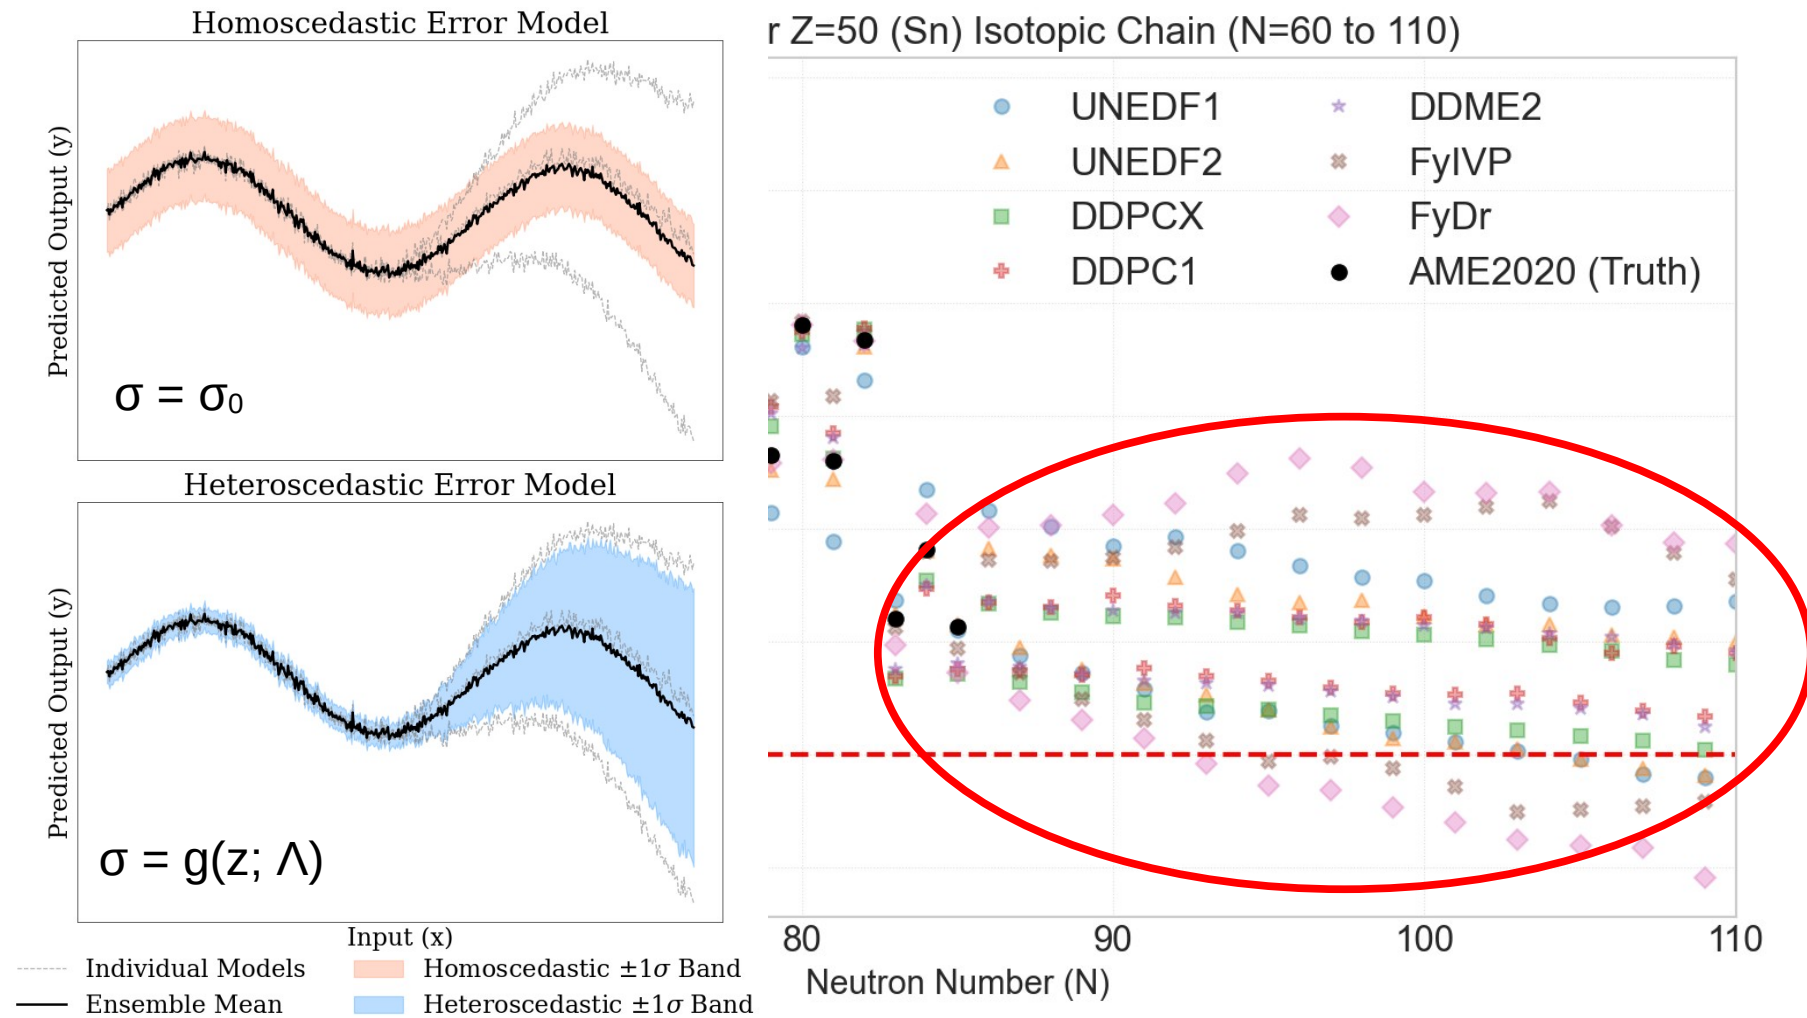 Homoscedastic Error Model
Predicted Output (y)
σ = σ₀
Heteroscedastic Error Model
Predicted Output (y)
σ = g(z; Λ)
Input (x)
Individual Models
Ensemble Mean
Homoscedastic ±1σ Band
Heteroscedastic ±1σ Band
r Z=50 (Sn) Isotopic Chain (N=60 to 110)
UNEDF1
UNEDF2
DDPCX
DDPC1
DDME2
FyIVP
FyDr
AME2020 (Truth)
80 90 100 110
Neutron Number (N)